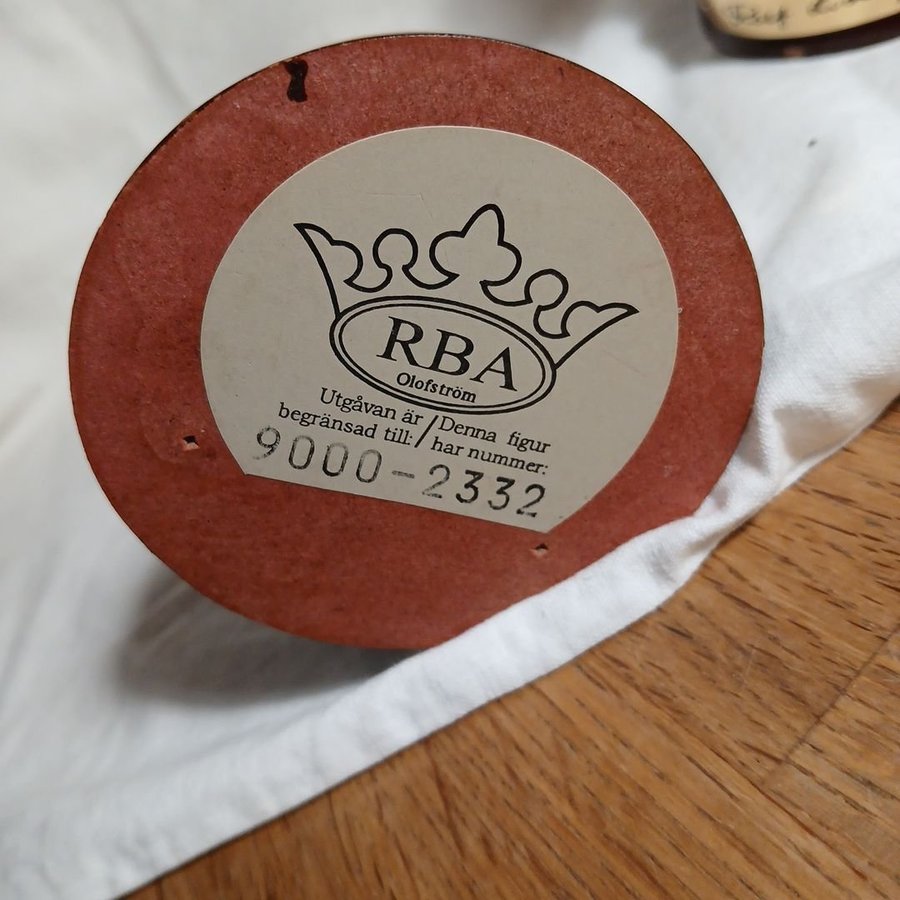 RBA
Olofström
Utgåvan är / Denna figur
begränsad till: / har nummer:
9000-2332